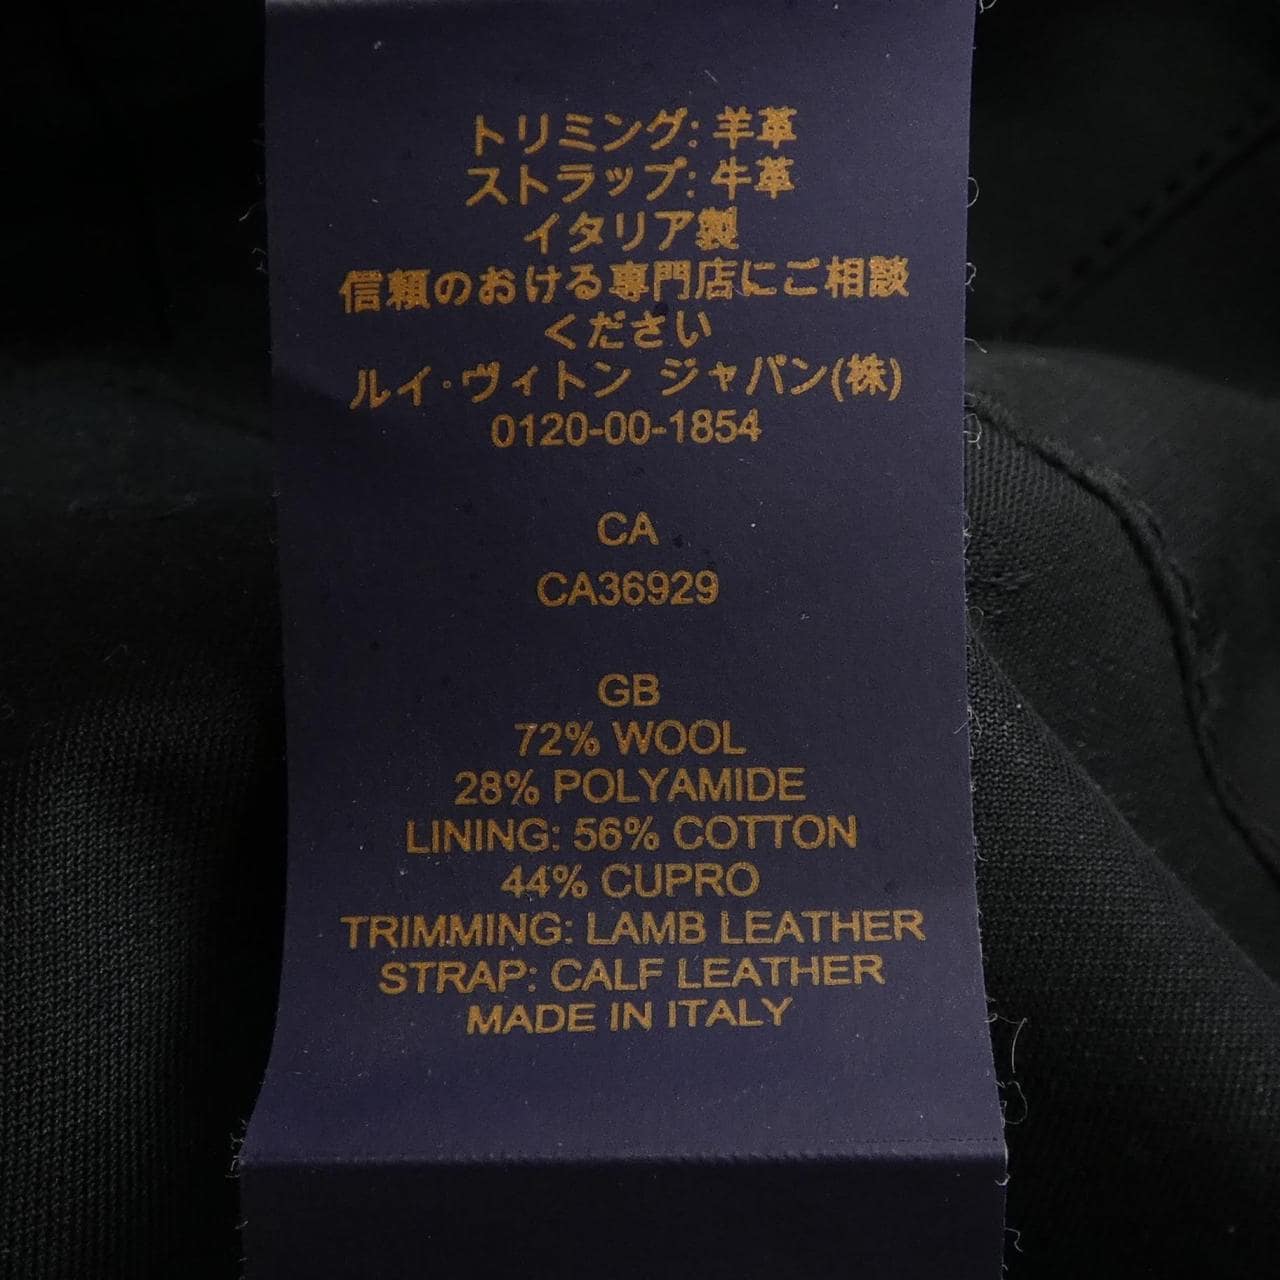 トリミング: 羊革
ストラップ: 牛革
イタリア製
信頼のおける専門店にご相談
ください
ルイ・ヴィトン ジャパン(株)
0120-00-1854
CA
CA36929
GB
72% WOOL
28% POLYAMIDE
LINING: 56% COTTON
44% CUPRO
TRIMMING: LAMB LEATHER
STRAP: CALF LEATHER
MADE IN ITALY